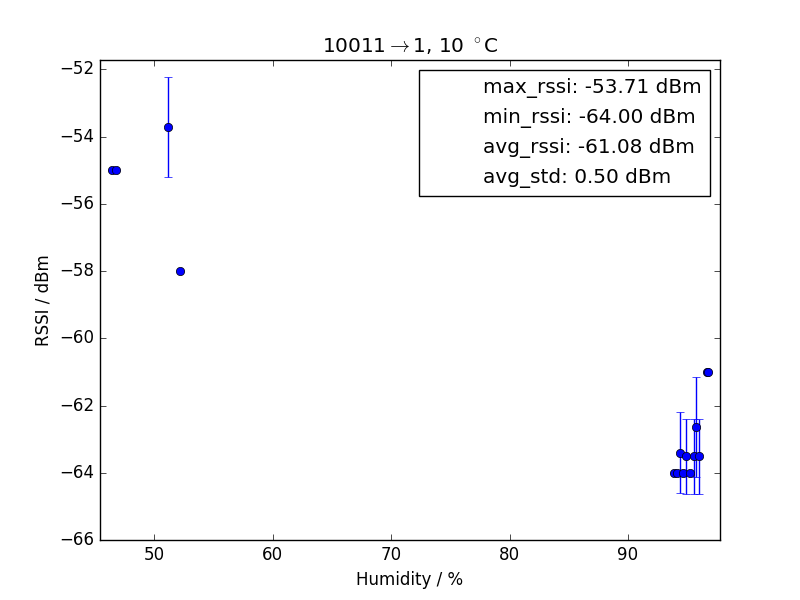 10011→1, 10 °C
max_rssi: -53.71 dBm
min_rssi: -64.00 dBm
avg_rssi: -61.08 dBm
avg_std: 0.50 dBm
RSSI / dBm
−52
−54
−56
−58
−60
−62
−64
−66
50 60 70 80 90
Humidity / %